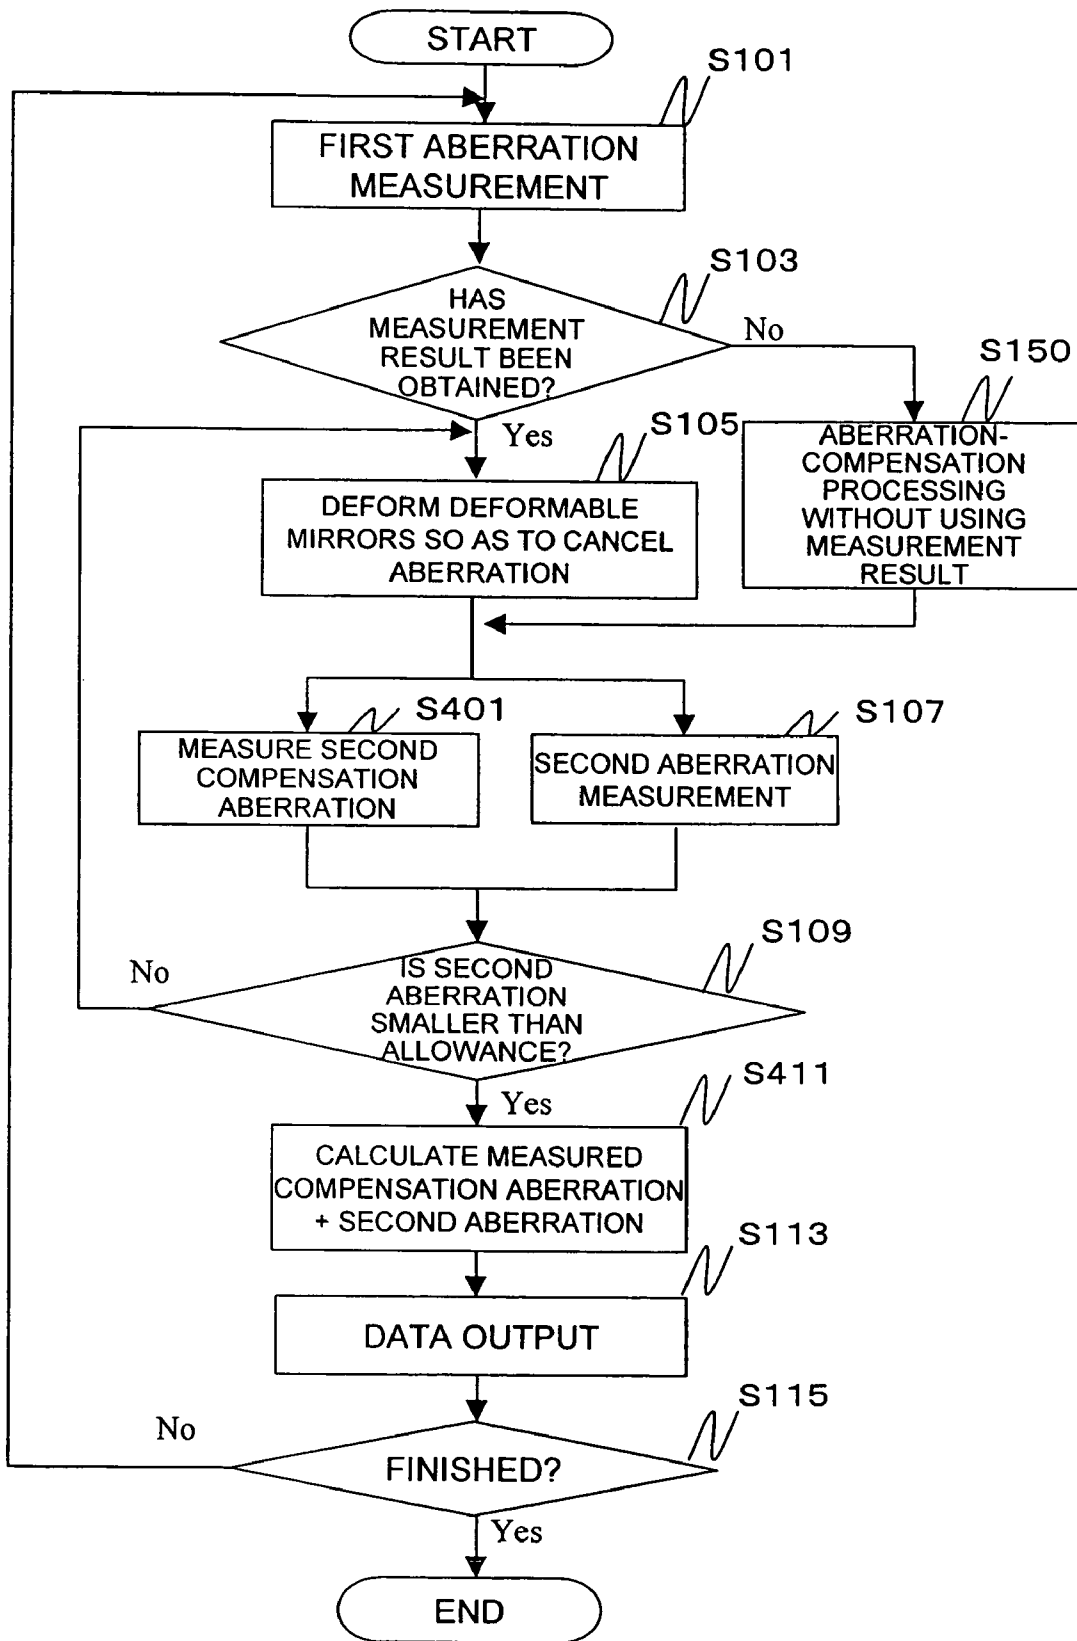 START
S101
FIRST ABERRATION
MEASUREMENT
S103
HAS
MEASUREMENT
RESULT BEEN
OBTAINED?
No
S150
Yes
S105
ABERRATION-
COMPENSATION
PROCESSING
WITHOUT USING
MEASUREMENT
RESULT
DEFORM DEFORMABLE
MIRRORS SO AS TO CANCEL
ABERRATION
S401
MEASURE SECOND
COMPENSATION
ABERRATION
S107
SECOND ABERRATION
MEASUREMENT
S109
No
IS SECOND
ABERRATION
SMALLER THAN
ALLOWANCE?
Yes
S411
CALCULATE MEASURED
COMPENSATION ABERRATION
+ SECOND ABERRATION
S113
DATA OUTPUT
S115
No
FINISHED?
Yes
END